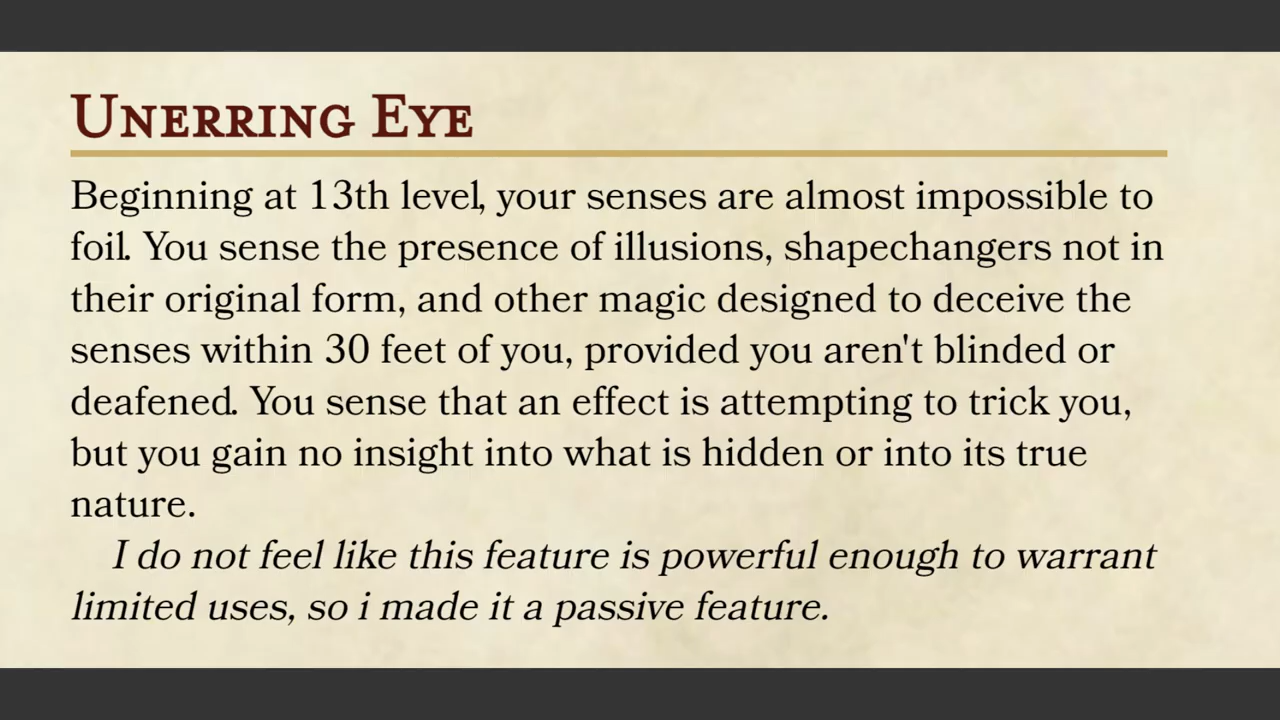 Unerring Eye
Beginning at 13th level, your senses are almost impossible to
foil. You sense the presence of illusions, shapechangers not in
their original form, and other magic designed to deceive the
senses within 30 feet of you, provided you aren't blinded or
deafened. You sense that an effect is attempting to trick you,
but you gain no insight into what is hidden or into its true
nature.
I do not feel like this feature is powerful enough to warrant
limited uses, so i made it a passive feature.